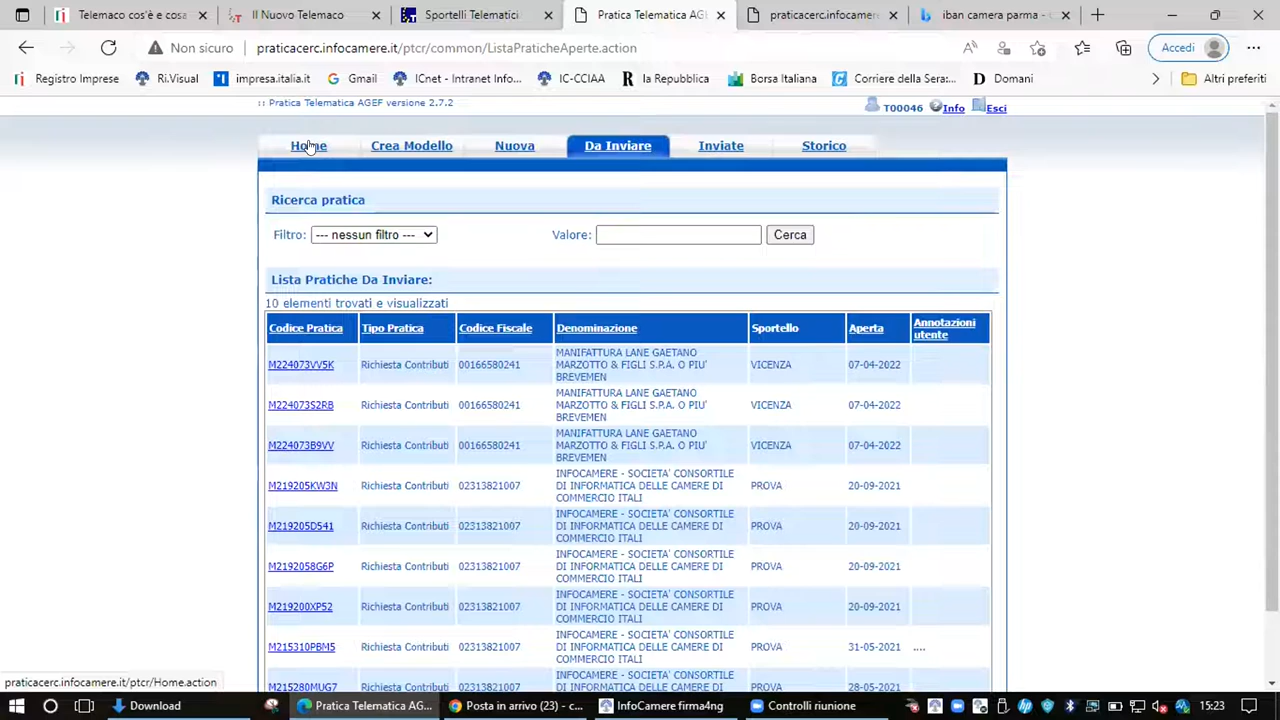 Telemaco cos'è e cosa
Il Nuovo Telemaco
Sportelli Telematici
Pratica Telematica AGE
praticacerc.infocamere
iban camera parma -
Non sicuro
praticacerc.infocamere.it/ptcr/common/ListaPraticheAperte.action
Accedi
Registro Imprese
Ri.Visual
impresa.italia.it
Gmail
ICnet - Intranet Info...
IC-CCIAA
la Repubblica
Borsa Italiana
Corriere della Sera:...
Domani
Altri preferiti
:: Pratica Telematica AGEF versione 2.7.2
T00046 Info Esci
Home Crea Modello Nuova Da Inviare Inviate Storico
Ricerca pratica
Filtro: --- nessun filtro --- Valore: Cerca
Lista Pratiche Da Inviare:
10 elementi trovati e visualizzati
Codice Pratica Tipo Pratica Codice Fiscale Denominazione Sportello Aperta Annotazioni
utente
MANIFATTURA LANE GAETANO
M224073VV5K Richiesta Contributi 00166580241 MARZOTTO & FIGLI S.P.A. O PIU' VICENZA 07-04-2022
BREVEMEN
MANIFATTURA LANE GAETANO
M224073S2RB Richiesta Contributi 00166580241 MARZOTTO & FIGLI S.P.A. O PIU' VICENZA 07-04-2022
BREVEMEN
MANIFATTURA LANE GAETANO
M224073B9VV Richiesta Contributi 00166580241 MARZOTTO & FIGLI S.P.A. O PIU' VICENZA 07-04-2022
BREVEMEN
INFOCAMERE - SOCIETA' CONSORTILE
M219205KW3N Richiesta Contributi 02313821007 DI INFORMATICA DELLE CAMERE DI PROVA 20-09-2021
COMMERCIO ITALI
INFOCAMERE - SOCIETA' CONSORTILE
M219205D541 Richiesta Contributi 02313821007 DI INFORMATICA DELLE CAMERE DI PROVA 20-09-2021
COMMERCIO ITALI
INFOCAMERE - SOCIETA' CONSORTILE
M2192058G6P Richiesta Contributi 02313821007 DI INFORMATICA DELLE CAMERE DI PROVA 20-09-2021
COMMERCIO ITALI
INFOCAMERE - SOCIETA' CONSORTILE
M219200XP52 Richiesta Contributi 02313821007 DI INFORMATICA DELLE CAMERE DI PROVA 20-09-2021
COMMERCIO ITALI
INFOCAMERE - SOCIETA' CONSORTILE
M215310PBM5 Richiesta Contributi 02313821007 DI INFORMATICA DELLE CAMERE DI PROVA 31-05-2021 ....
COMMERCIO ITALI
INFOCAMERE - SOCIETA' CONSORTILE
M215280MUG7 Richiesta Contributi 02313821007 DI INFORMATICA DELLE CAMERE DI PROVA 28-05-2021
praticacerc.infocamere.it/ptcr/Home.action
Download
Pratica Telematica AG...
Posta in arrivo (23) - c...
InfoCamere firma4ng
Controlli riunione
15:23